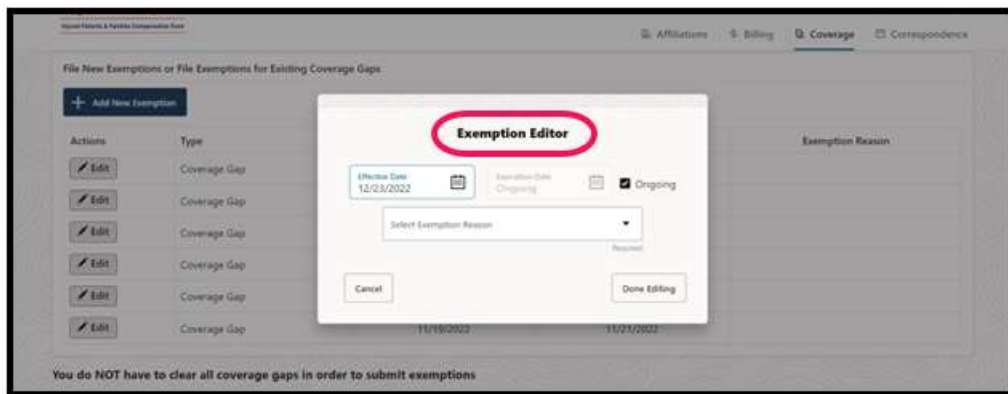 Injured Patients & Families Compensation Fund
Affiliations
Billing
Coverage
Correspondence
File New Exemptions or File Exemptions for Existing Coverage Gaps
+ Add New Exemption
Actions Type Exemption Reason
Edit Coverage Gap
Edit Coverage Gap
Edit Coverage Gap
Edit Coverage Gap
Edit Coverage Gap
Edit Coverage Gap 11/19/2022 11/21/2022
Exemption Editor
Effective Date
12/23/2022
Expiration Date
Ongoing
Ongoing
Select Exemption Reason
Required
Cancel
Done Editing
You do NOT have to clear all coverage gaps in order to submit exemptions